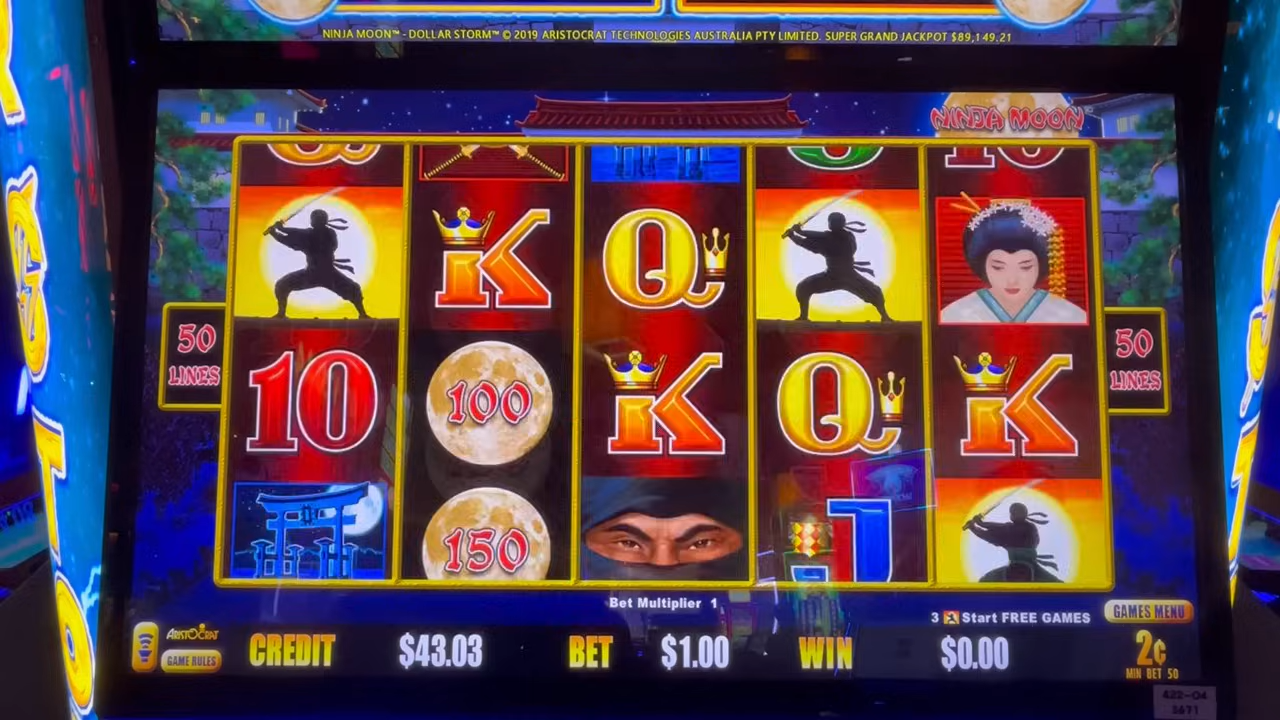 NINJA MOON™ - DOLLAR STORM™ © 2019 ARISTOCRAT TECHNOLOGIES AUSTRALIA PTY LIMITED. SUPER GRAND JACKPOT $89,149.21
NINJA MOON
10
K
Q
50
LINES
10
100
K
Q
K
50
LINES
150
J
Bet Multiplier 1
3 Start FREE GAMES
GAMES MENU
ARISTOCRAT
GAME RULES
CREDIT
$43.03
BET
$1.00
WIN
$0.00
2¢
MIN BET 50